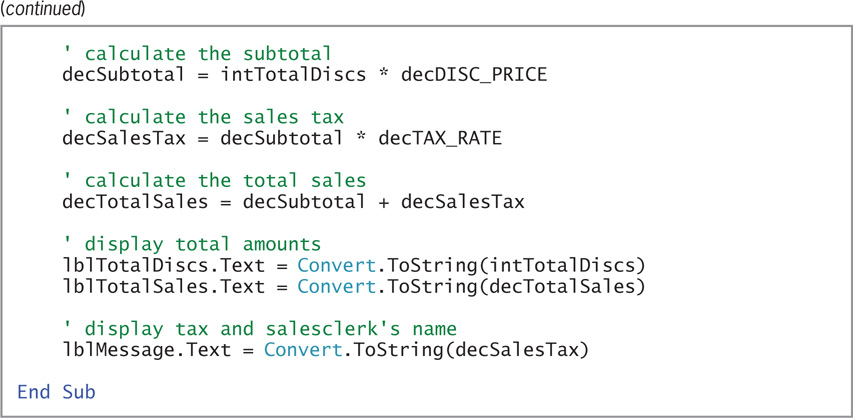 (continued)
' calculate the subtotal
decSubtotal = intTotalDiscs * decDISC_PRICE
' calculate the sales tax
decSalesTax = decSubtotal * decTAX_RATE
' calculate the total sales
decTotalSales = decSubtotal + decSalesTax
' display total amounts
lblTotalDiscs.Text = Convert.ToString(intTotalDiscs)
lblTotalSales.Text = Convert.ToString(decTotalSales)
' display tax and salesclerk's name
lblMessage.Text = Convert.ToString(decSalesTax)
End Sub